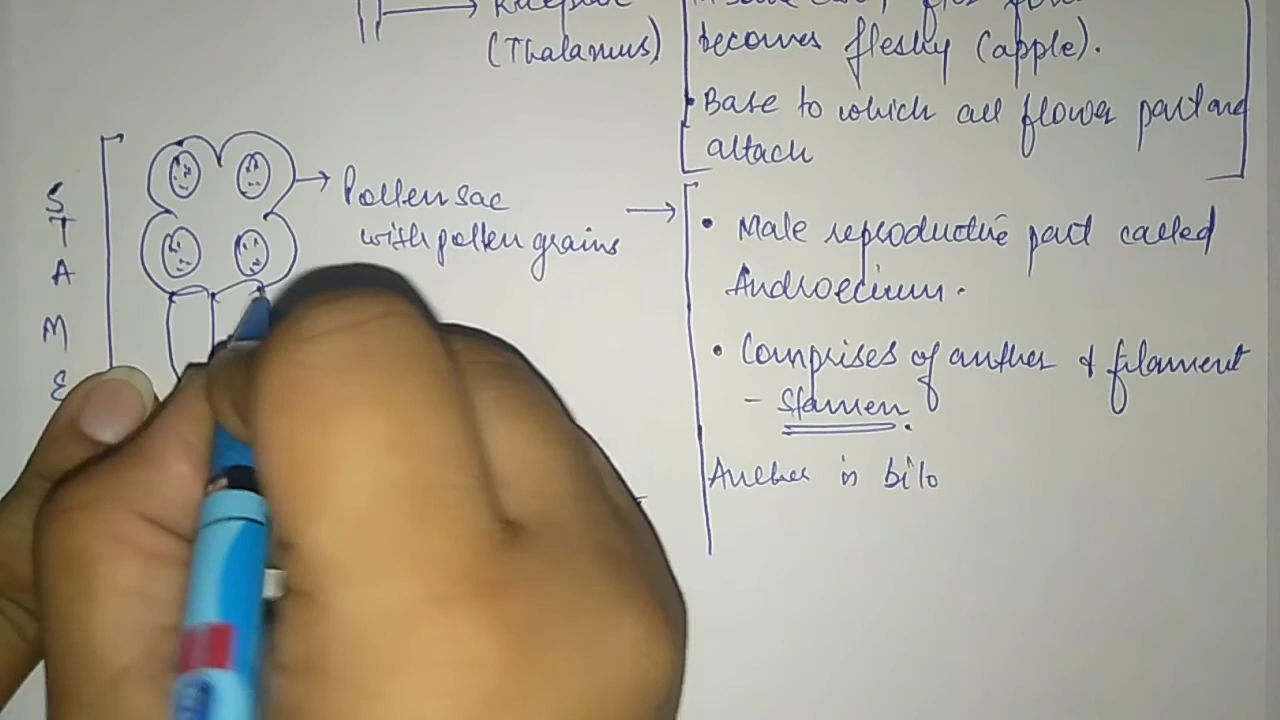 (Thalamus)
becomes fleshy (apple).
• Base to which all flower part are
attach
S
T
A
M
E
Pollen sac
with pollen grains
• Male reproductive part called
Androecium.
• Comprises of anther & filament
- Stamen.
Anther is bilo